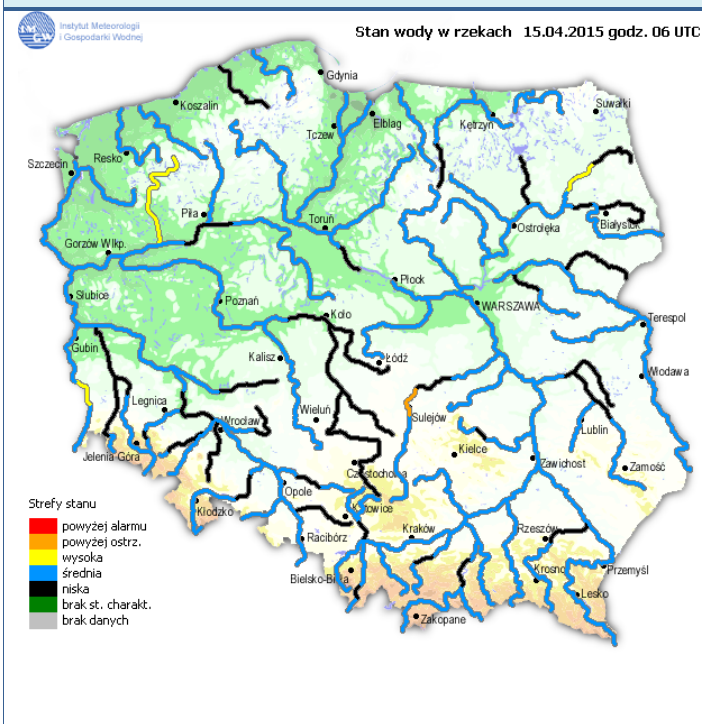 Instytut Meteorologii
i Gospodarki Wodnej
Stan wody w rzekach 15.04.2015 godz. 06 UTC
Gdynia
Koszalin
Suwałki
Elbląg
Tczew
Kętrzyn
Resko
Szczecin
Piła
Białystok
Toruń
Ostrołęka
Gorzów Wlkp.
Płock
Słubice
Poznań
WARSZAWA
Koło
Terespol
Gubin
Kalisz
Łódź
Włodawa
Legnica
Wieluń
Sulejów
Wrocław
Lublin
Jelenia Góra
Kielce
Zawichost
Zamość
Częstochowa
Opole
Strefy stanu
Kłodzko
Katowice
powyżej alarmu
Kraków
Rzeszów
powyżej ostrz.
Racibórz
wysoka
Przemyśl
średnia
Bielsko-Biała
Krosno
niska
Lesko
brak st. charakt.
Zakopane
brak danych